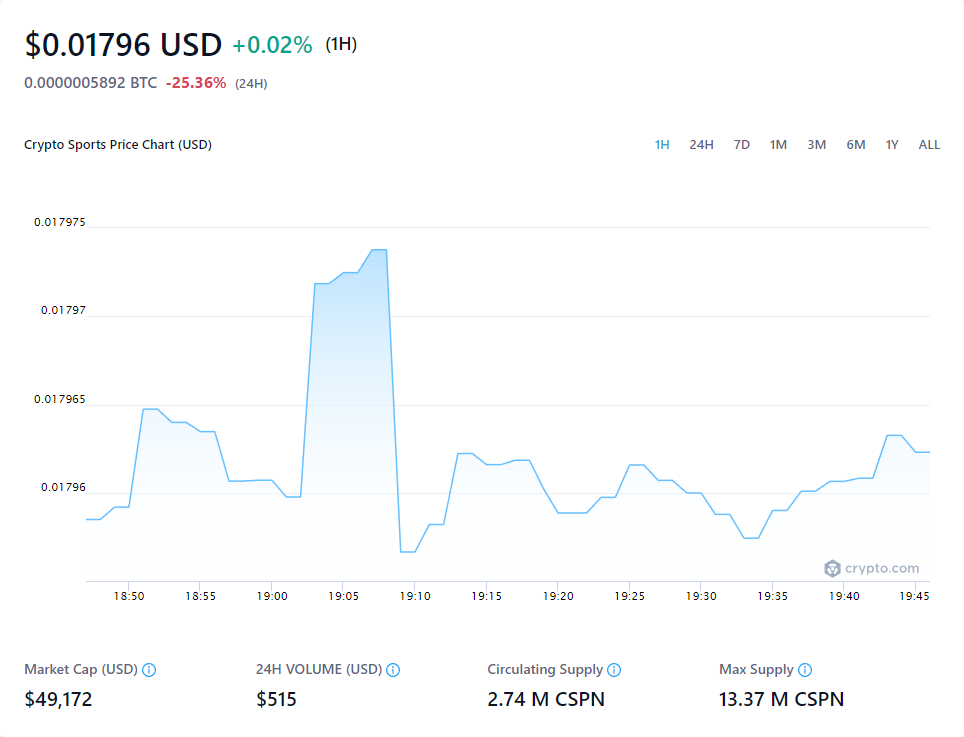 $0.01796 USD +0.02% (1H)
0.0000005892 BTC -25.36% (24H)
Crypto Sports Price Chart (USD) 1H 24H 7D 1M 3M 6M 1Y ALL
0.017975
0.01797
0.017965
0.01796
crypto.com
18:50 18:55 19:00 19:05 19:10 19:15 19:20 19:25 19:30 19:35 19:40 19:45
Market Cap (USD) 24H VOLUME (USD) Circulating Supply Max Supply
$49,172 $515 2.74 M CSPN 13.37 M CSPN